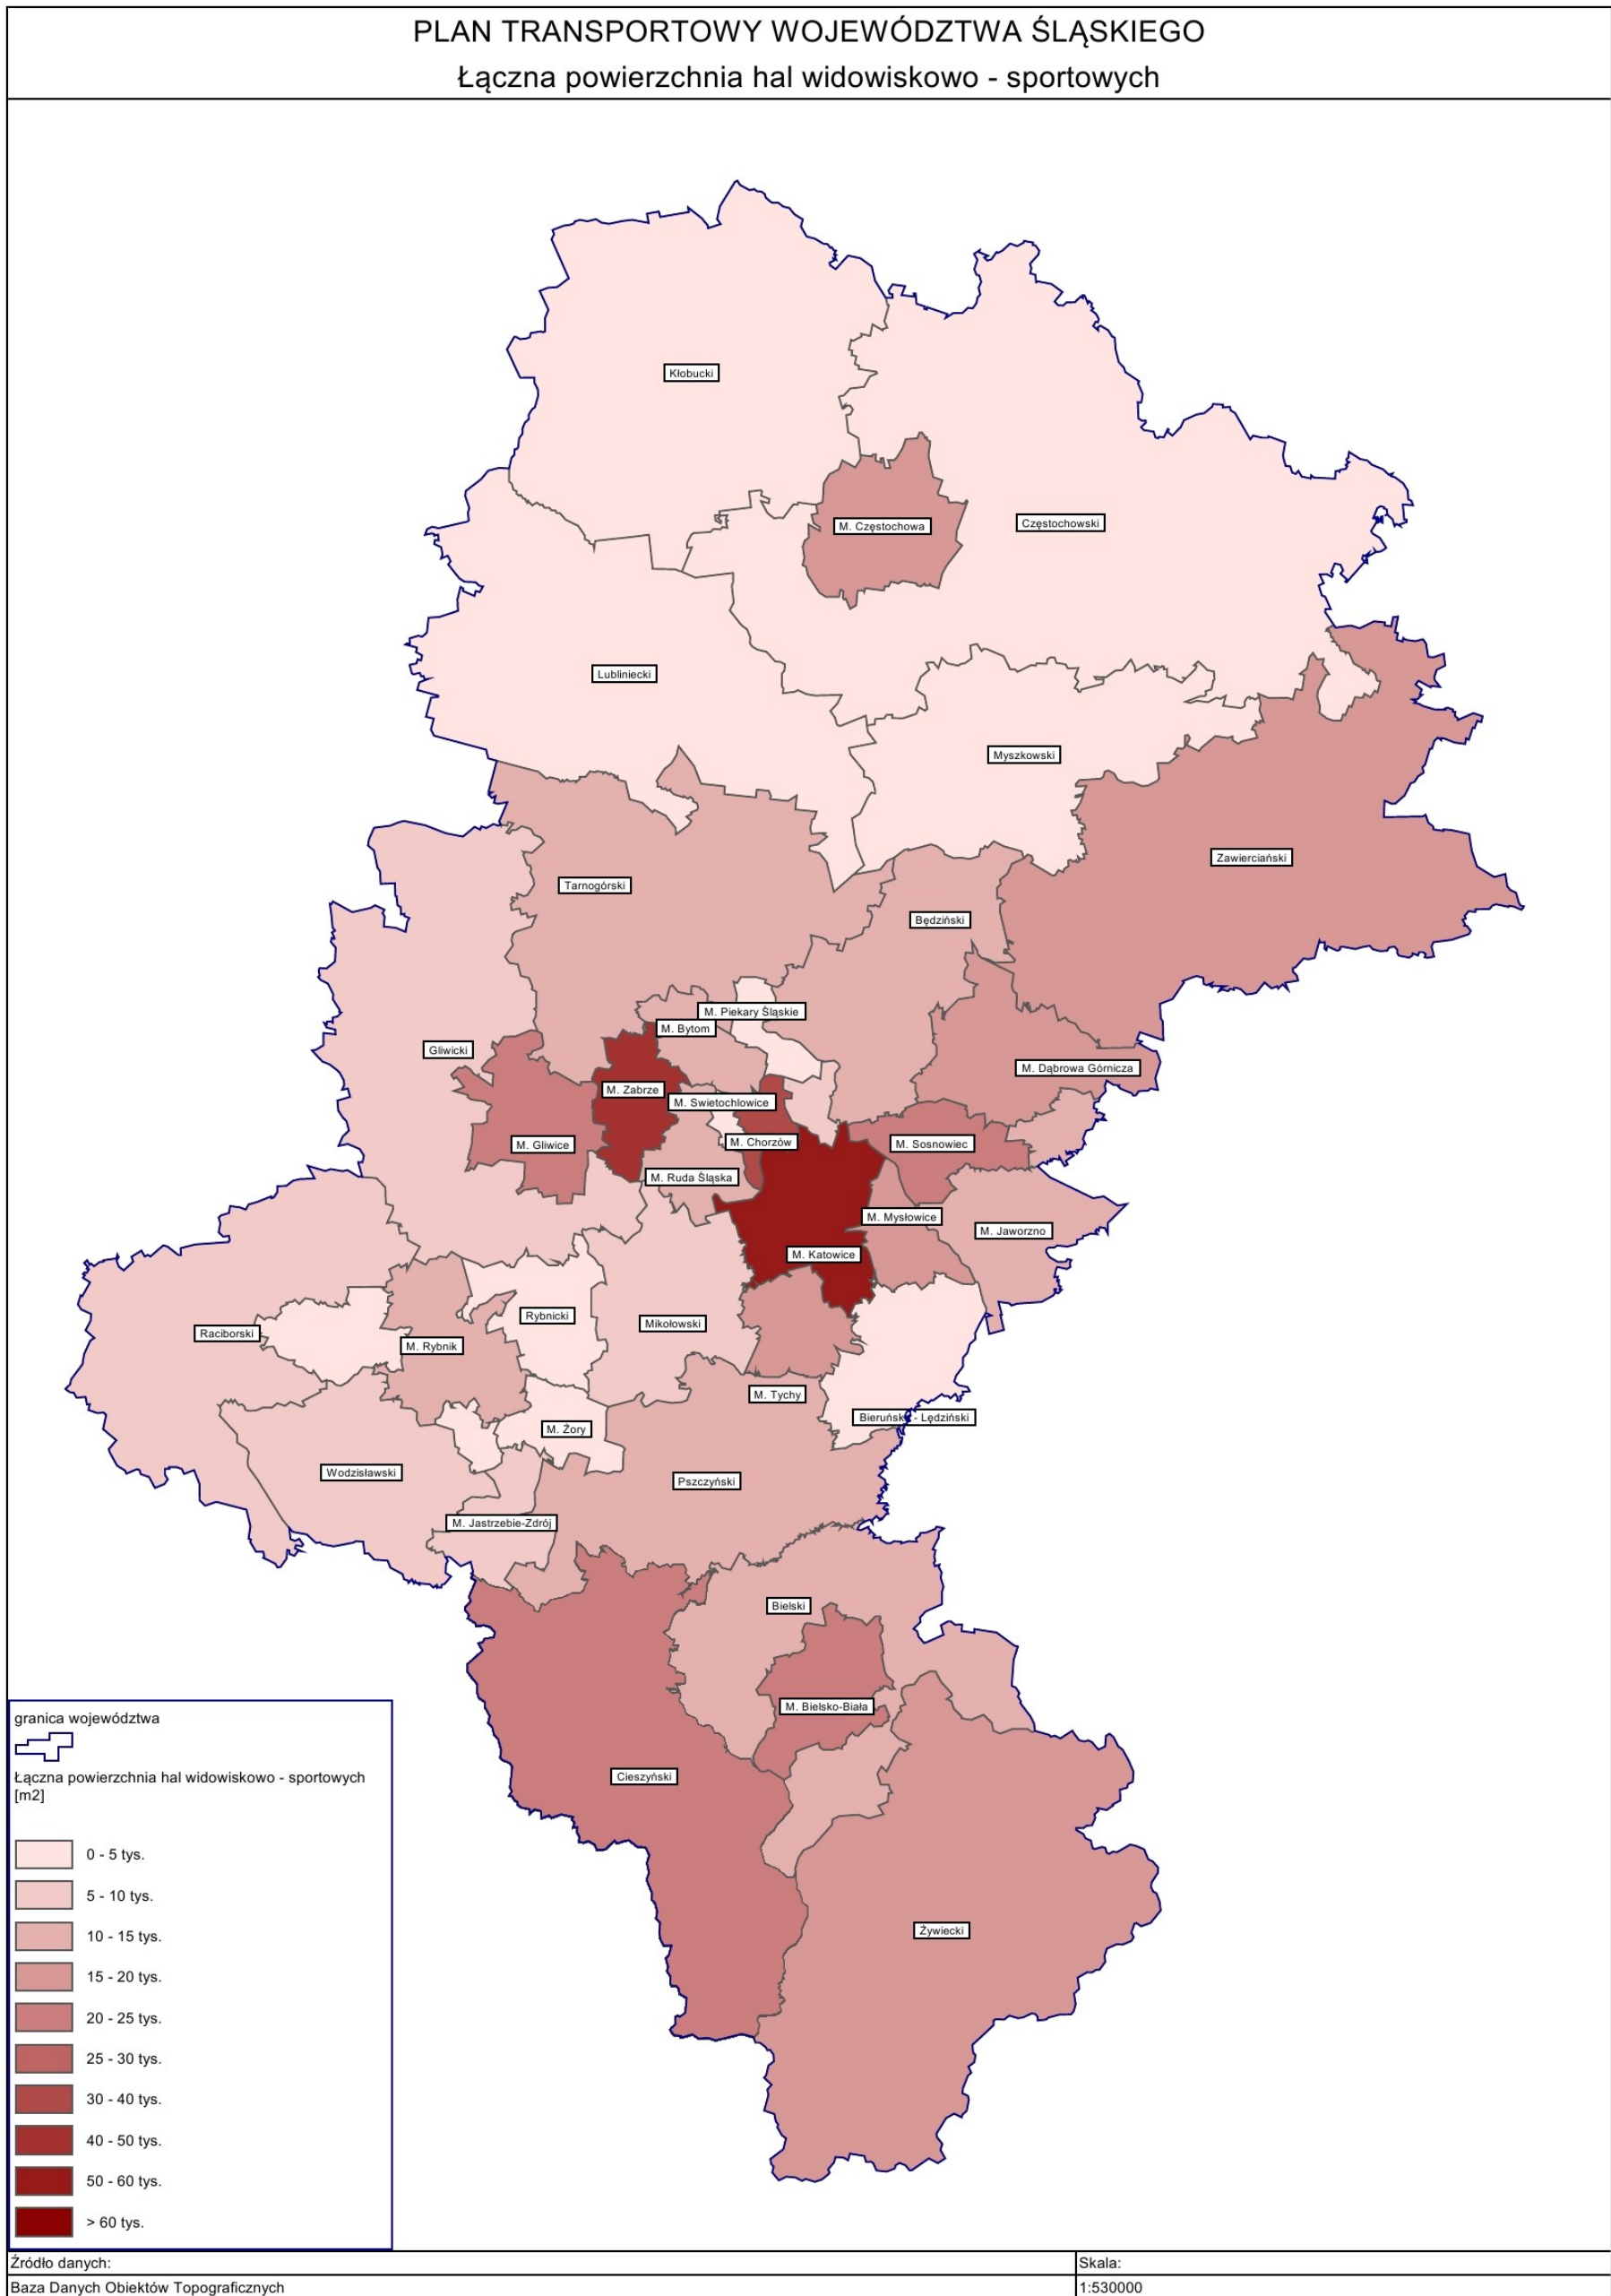 PLAN TRANSPORTOWY WOJEWÓDZTWA ŚLĄSKIEGO
Łączna powierzchnia hal widowiskowo - sportowych
Kłobucki
M. Częstochowa
Częstochowski
Lubliniecki
Myszkowski
Zawierciański
Tarnogórski
Będziński
M. Piekary Śląskie
M. Bytom
Gliwicki
M. Dąbrowa Górnicza
M. Zabrze
M. Swietochlowice
M. Gliwice
M. Chorzów
M. Sosnowiec
M. Ruda Śląska
M. Mysłowice
M. Jaworzno
M. Katowice
Rybnicki
Mikołowski
Raciborski
M. Rybnik
M. Tychy
Bieruńsko - Lędziński
M. Żory
Wodzisławski
Pszczyński
M. Jastrzebie-Zdrój
Bielski
M. Bielsko-Biała
Cieszyński
Żywiecki
granica województwa
Łączna powierzchnia hal widowiskowo - sportowych
[m2]
0 - 5 tys.
5 - 10 tys.
10 - 15 tys.
15 - 20 tys.
20 - 25 tys.
25 - 30 tys.
30 - 40 tys.
40 - 50 tys.
50 - 60 tys.
> 60 tys.
Źródło danych:
Skala:
Baza Danych Obiektów Topograficznych
1:530000